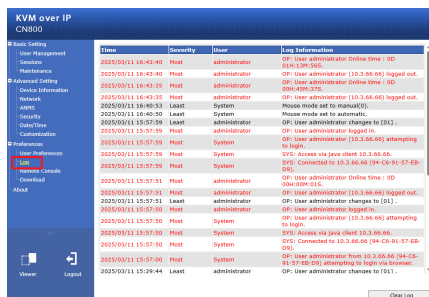 KVM over IP
CN800
Basic Setting
User Management
Sessions
Maintenance
Advanced Setting
Device Information
Network
ANMS
Security
Date/Time
Customization
Preferences
User Preferences
Log
Remote Console
Download
About
Viewer
Logout
Time Severity User Log Information
2025/03/11 16:43:40 Most administrator OP: User administrator Online time : 0D
01H:13M:56S.
2025/03/11 16:43:40 Most administrator OP: User administrator (10.3.66.66) logged out.
2025/03/11 16:43:35 Most administrator OP: User administrator Online time : 0D
00H:45M:37S.
2025/03/11 16:43:35 Most administrator OP: User administrator (10.3.66.66) logged out.
2025/03/11 16:40:53 Least System Mouse mode set to manual(0).
2025/03/11 16:40:50 Least System Mouse mode set to automatic.
2025/03/11 15:57:59 Least administrator OP: User administrator changes to [01] .
2025/03/11 15:57:59 Most administrator OP: User administrator logged in.
2025/03/11 15:57:59 Most System OP: User administrator (10.3.66.66) attempting
to login.
2025/03/11 15:57:59 Most System SYS: Access via java client 10.3.66.66.
2025/03/11 15:57:59 Most System SYS: Connected to 10.3.66.66 (94-C6-91-57-EB-
D9).
2025/03/11 15:57:51 Most administrator OP: User administrator Online time : 0D
00H:00M:01S.
2025/03/11 15:57:51 Most administrator OP: User administrator (10.3.66.66) logged out.
2025/03/11 15:57:51 Least administrator OP: User administrator changes to [01] .
2025/03/11 15:57:50 Most administrator OP: User administrator logged in.
2025/03/11 15:57:50 Most System OP: User administrator (10.3.66.66) attempting
to login.
2025/03/11 15:57:50 Most System SYS: Access via java client 10.3.66.66.
2025/03/11 15:57:50 Most System SYS: Connected to 10.3.66.66 (94-C6-91-57-EB-
D9).
2025/03/11 15:57:00 Most System OP: User administrator from 10.3.66.66 (94-C6-
91-57-EB-D9) attempting to login via browser.
2025/03/11 15:29:44 Least administrator OP: User administrator changes to [01] .
Clear Log